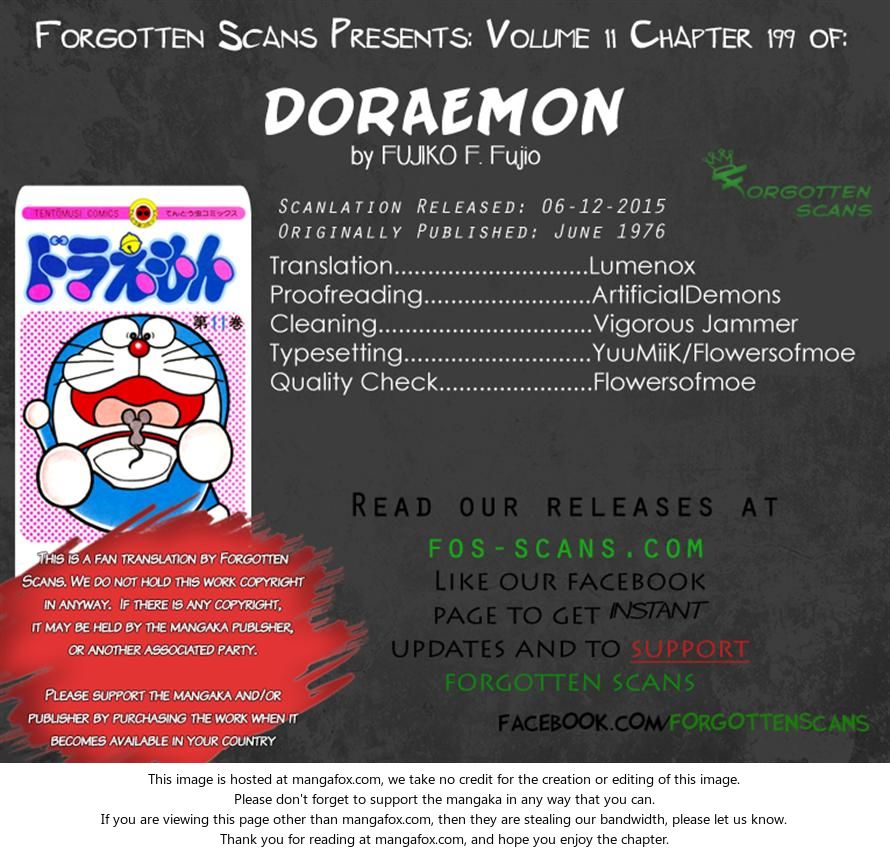 Forgotten Scans Presents: Volume 11 Chapter 199 of:
DORAEMON
by FUJIKO F. Fujio
FORGOTTEN
SCANS
Scanlation Released: 06-12-2015
Originally Published: June 1976
Translation..............................Lumenox
Proofreading..........................ArtificialDemons
Cleaning.................................Vigorous Jammer
Typesetting.............................YuuMiiK/Flowersofmoe
Quality Check........................Flowersofmoe
TENTŌMUSI COMICS てんとう虫コミックス
ドラえもん
第11巻
This is a fan translation by Forgotten
Scans. We do not hold this work copyright
in anyway. If there is any copyright,
it may be held by the mangaka publsher,
or another associated party.
Please support the mangaka and/or
publisher by purchasing the work when it
becomes available in your country
Read our releases at
FOS-SCANS.COM
Like our facebook
page to get INSTANT
updates and to SUPPORT
FORGOTTEN SCANS
FACEBOOK.COM/FORGOTTENSCANS
This image is hosted at mangafox.com, we take no credit for the creation or editing of this image.
Please don't forget to support the mangaka in any way that you can.
If you are viewing this page other than mangafox.com, then they are stealing our bandwidth, please let us know.
Thank you for reading at mangafox.com, and hope you enjoy the chapter.